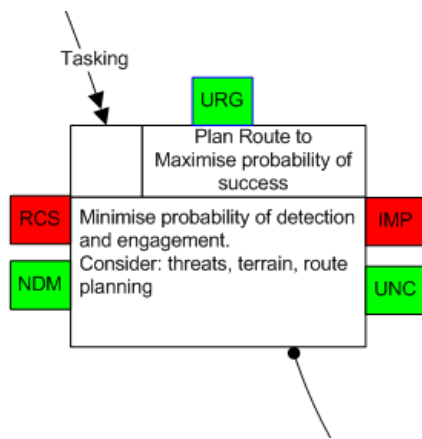 Tasking
URG
Plan Route to
Maximise probability of
success
RCS
IMP
Minimise probability of detection
and engagement.
Consider: threats, terrain, route
planning
NDM
UNC